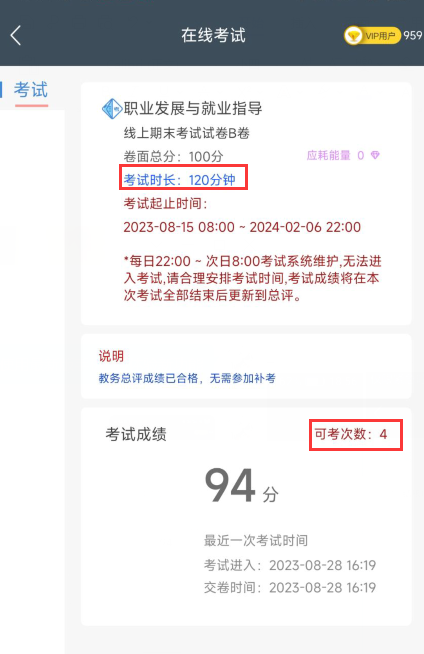 在线考试
VIP用户 959
考试
职业发展与就业指导
线上期末考试试卷B卷
卷面总分：100分
应耗能量 0
考试时长：120分钟
考试起止时间：
2023-08-15 08:00 ~ 2024-02-06 22:00
*每日22:00 ~ 次日8:00考试系统维护,无法进
入考试,请合理安排考试时间,考试成绩将在本
次考试全部结束后更新到总评。
说明
教务总评成绩已合格，无需参加补考
考试成绩
可考次数：4
94 分
最近一次考试时间
考试进入：2023-08-28 16:19
交卷时间：2023-08-28 16:19